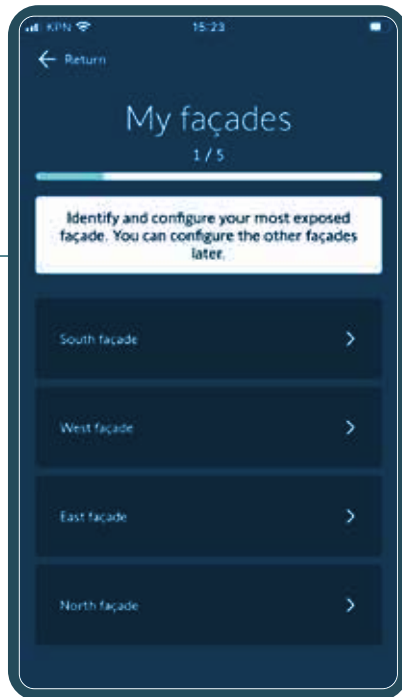 KPN 15:23
Return
My façades
1 / 5
Identify and configure your most exposed
façade. You can configure the other façades
later.
South façade
West façade
East façade
North façade